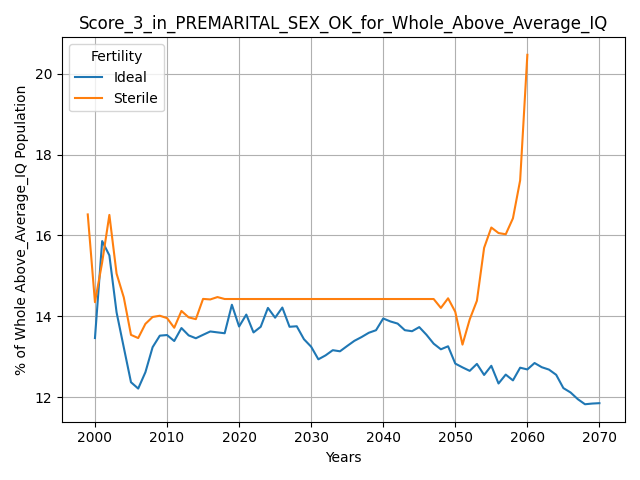 Score_3_in_PREMARITAL_SEX_OK_for_Whole_Above_Average_IQ
Fertility
Ideal
Sterile
% of Whole Above_Average_IQ Population
20
18
16
14
12
2000 2010 2020 2030 2040 2050 2060 2070
Years